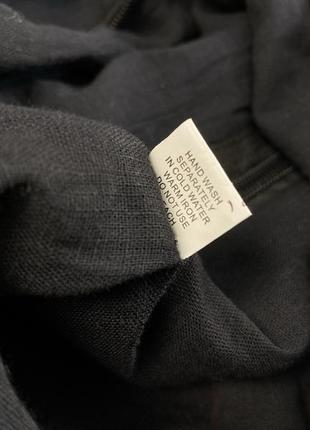 HAND WASH
SEPARATELY
IN COLD WATER
WARM IRON
DO NOT USE